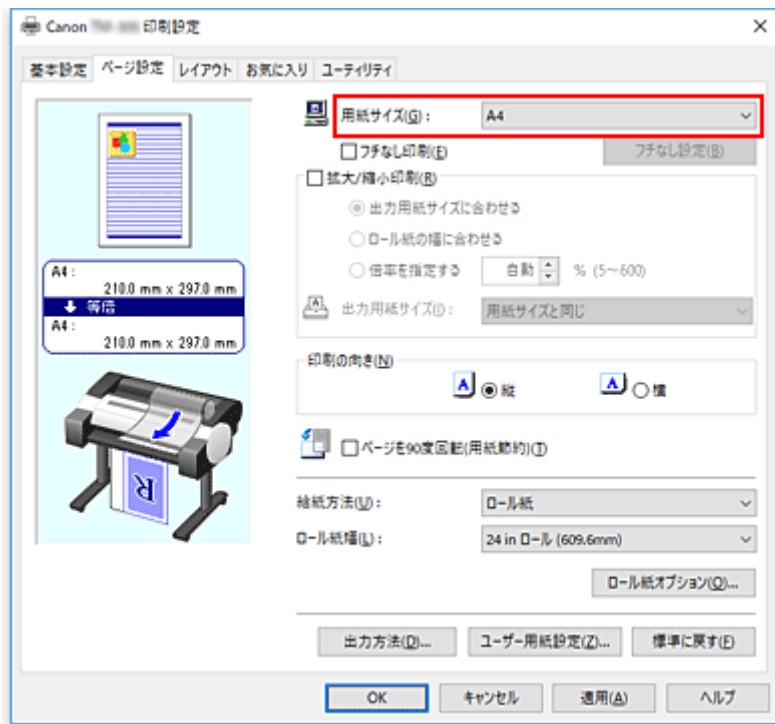 Canon 印刷設定
基本設定 ページ設定 レイアウト お気に入り ユーティリティ
用紙サイズ(G): A4
フチなし印刷(F) フチなし設定(B)
拡大/縮小印刷(R)
出力用紙サイズに合わせる
ロール紙の幅に合わせる
倍率を指定する 自動 % (5～600)
出力用紙サイズ(I): 用紙サイズと同じ
A4:
210.0 mm x 297.0 mm
等倍
A4:
210.0 mm x 297.0 mm
印刷の向き(N)
A 縦 A 横
ページを90度回転(用紙節約)(T)
R
給紙方法(U): ロール紙
ロール紙幅(L): 24 in ロール (609.6mm)
ロール紙オプション(O)...
出力方法(D)... ユーザー用紙設定(Z)... 標準に戻す(F)
OK キャンセル 適用(A) ヘルプ